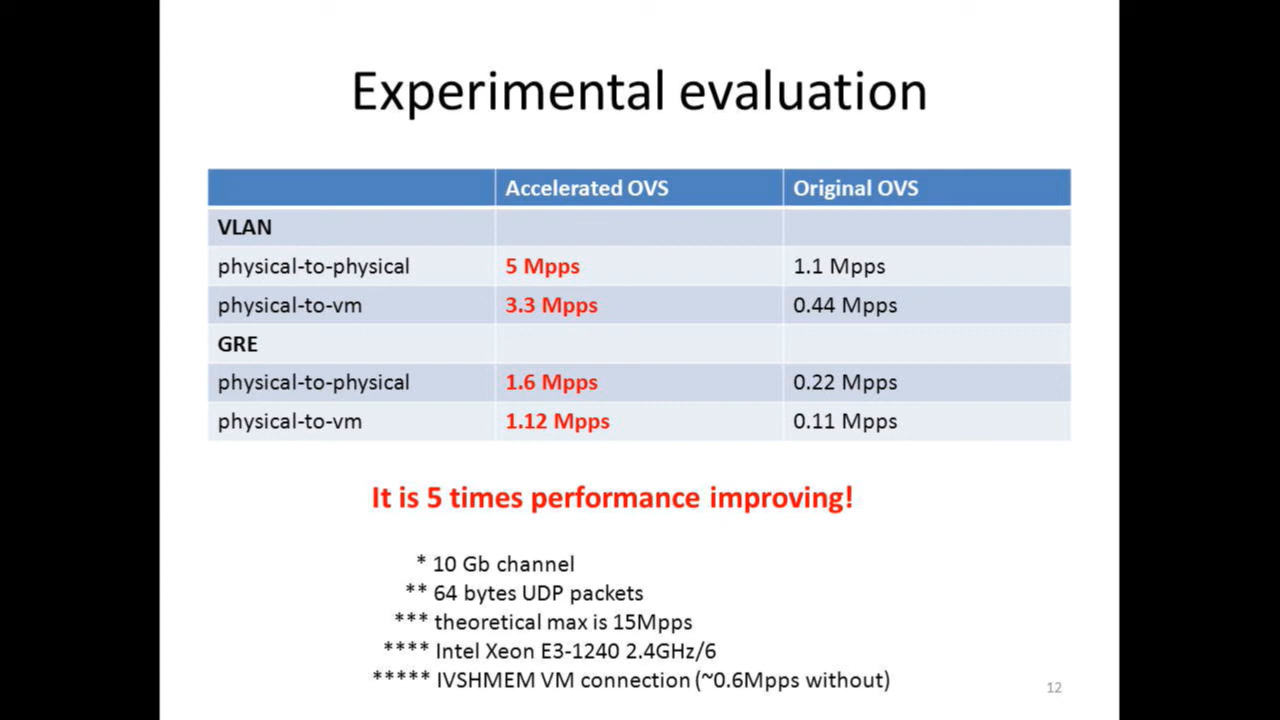 Experimental evaluation
Accelerated OVS Original OVS
VLAN
physical-to-physical 5 Mpps 1.1 Mpps
physical-to-vm 3.3 Mpps 0.44 Mpps
GRE
physical-to-physical 1.6 Mpps 0.22 Mpps
physical-to-vm 1.12 Mpps 0.11 Mpps
It is 5 times performance improving!
* 10 Gb channel
** 64 bytes UDP packets
*** theoretical max is 15Mpps
**** Intel Xeon E3-1240 2.4GHz/6
***** IVSHMEM VM connection (~0.6Mpps without)
12